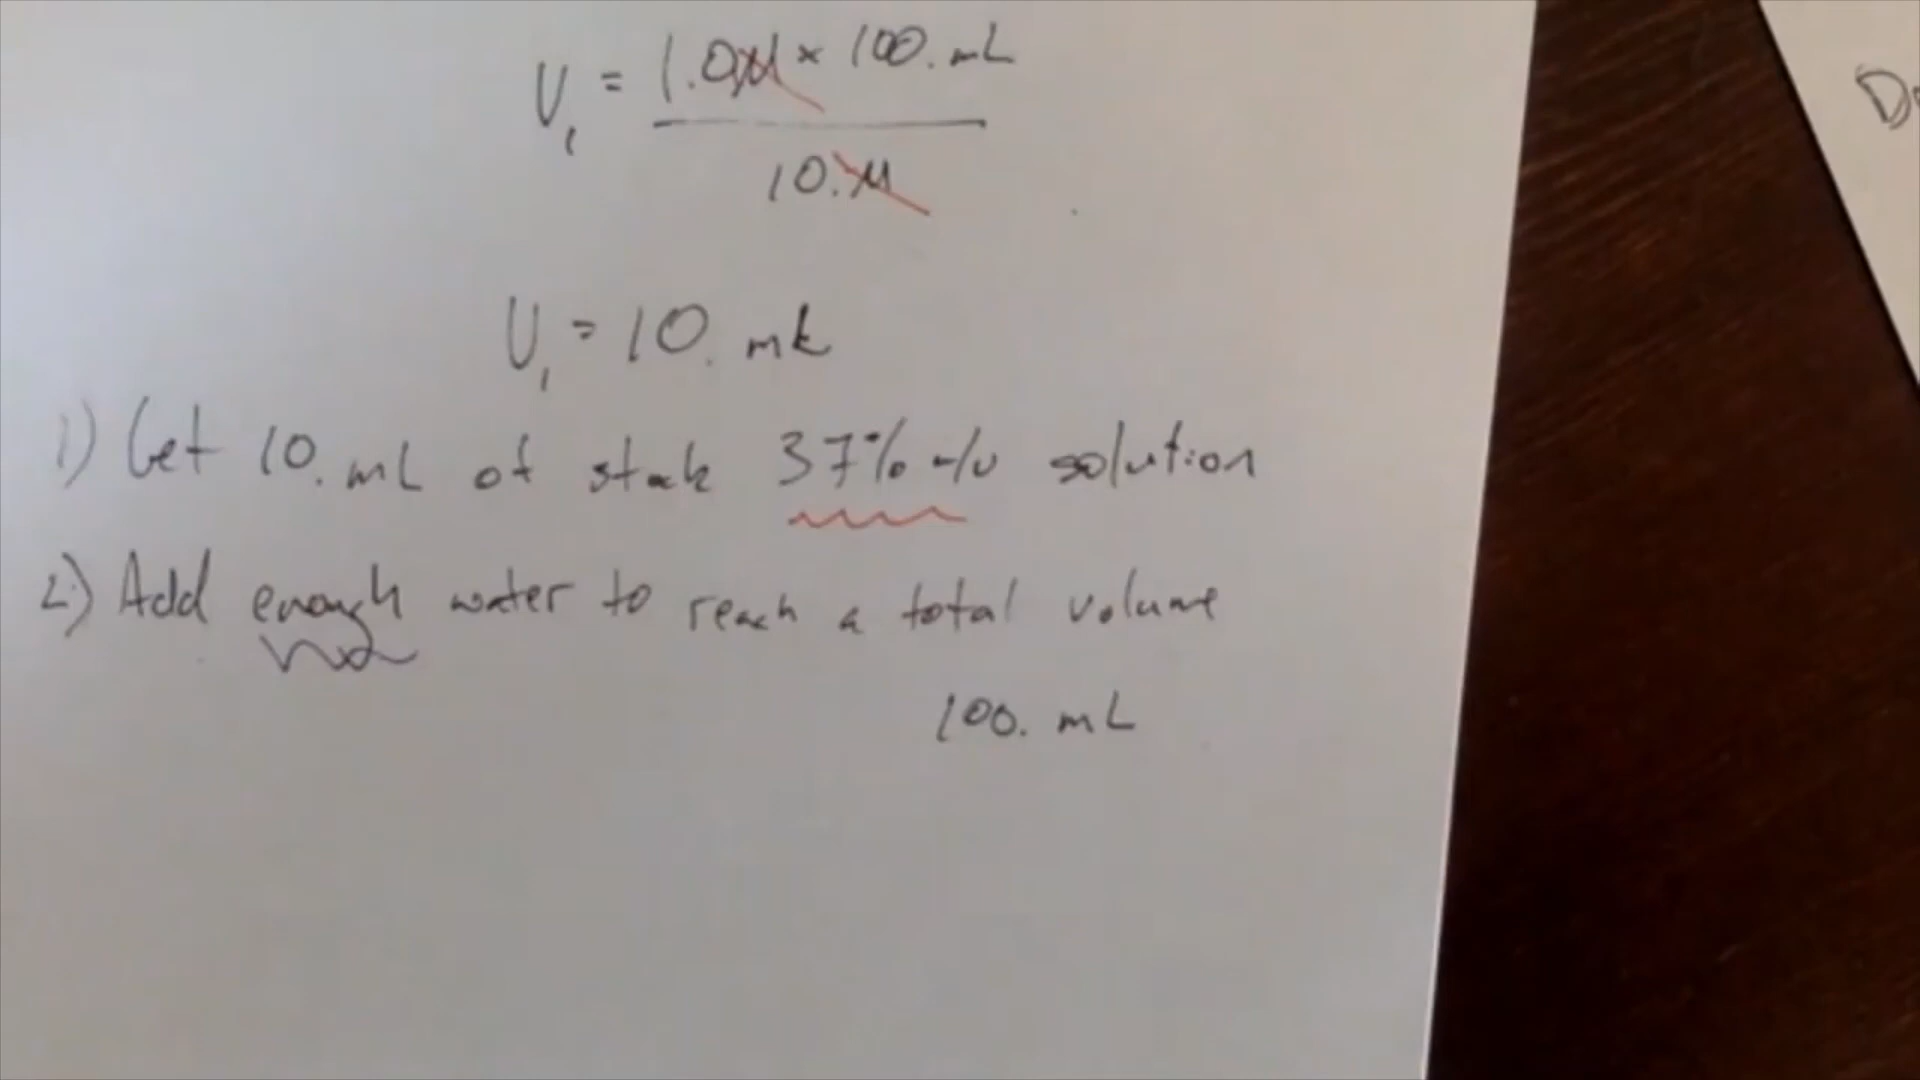 V₁ = 1.0M × 100. mL
10. M
V₁ = 10. mL
1) Get 10. mL of stock 37% solution
2) Add enough water to reach a total volume
100. mL